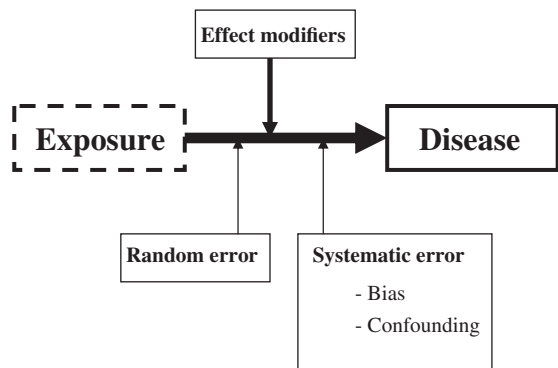 Effect modifiers
Exposure
Disease
Random error
Systematic error
- Bias
- Confounding